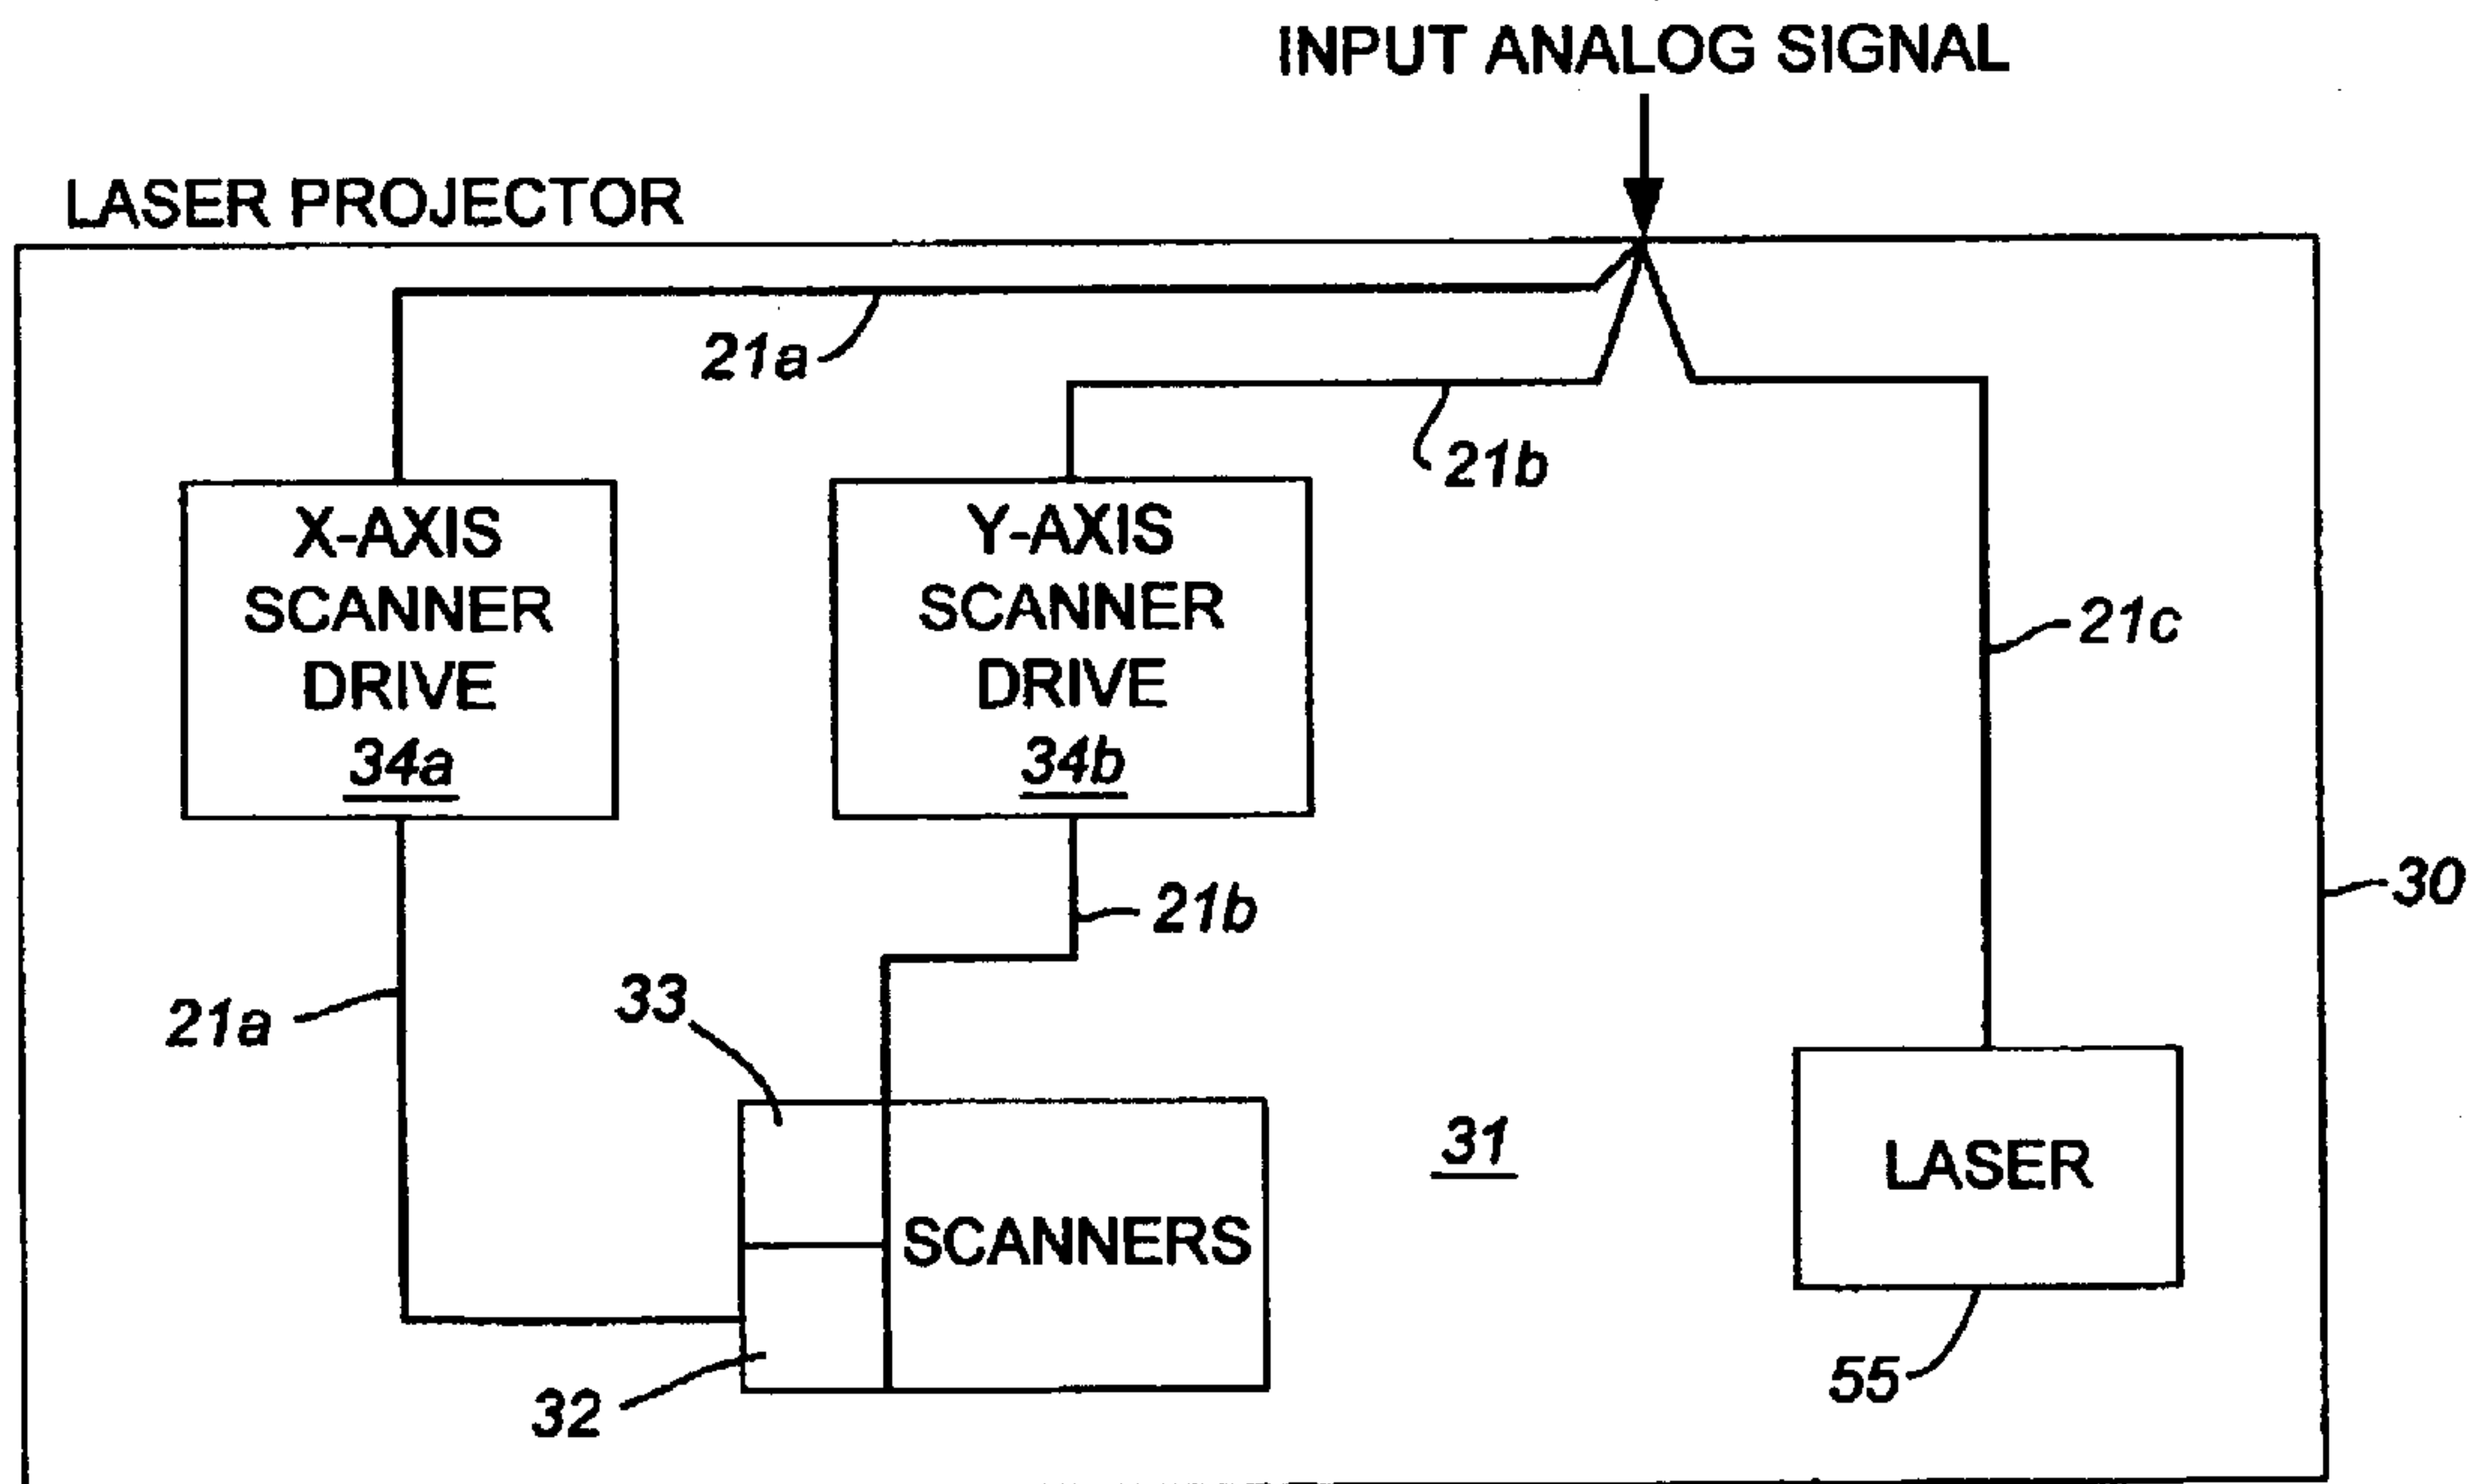 INPUT ANALOG SIGNAL
LASER PROJECTOR
21a
21b
X-AXIS
SCANNER
DRIVE
34a
Y-AXIS
SCANNER
DRIVE
34b
21c
30
21b
21a
33
31
SCANNERS
LASER
32
55